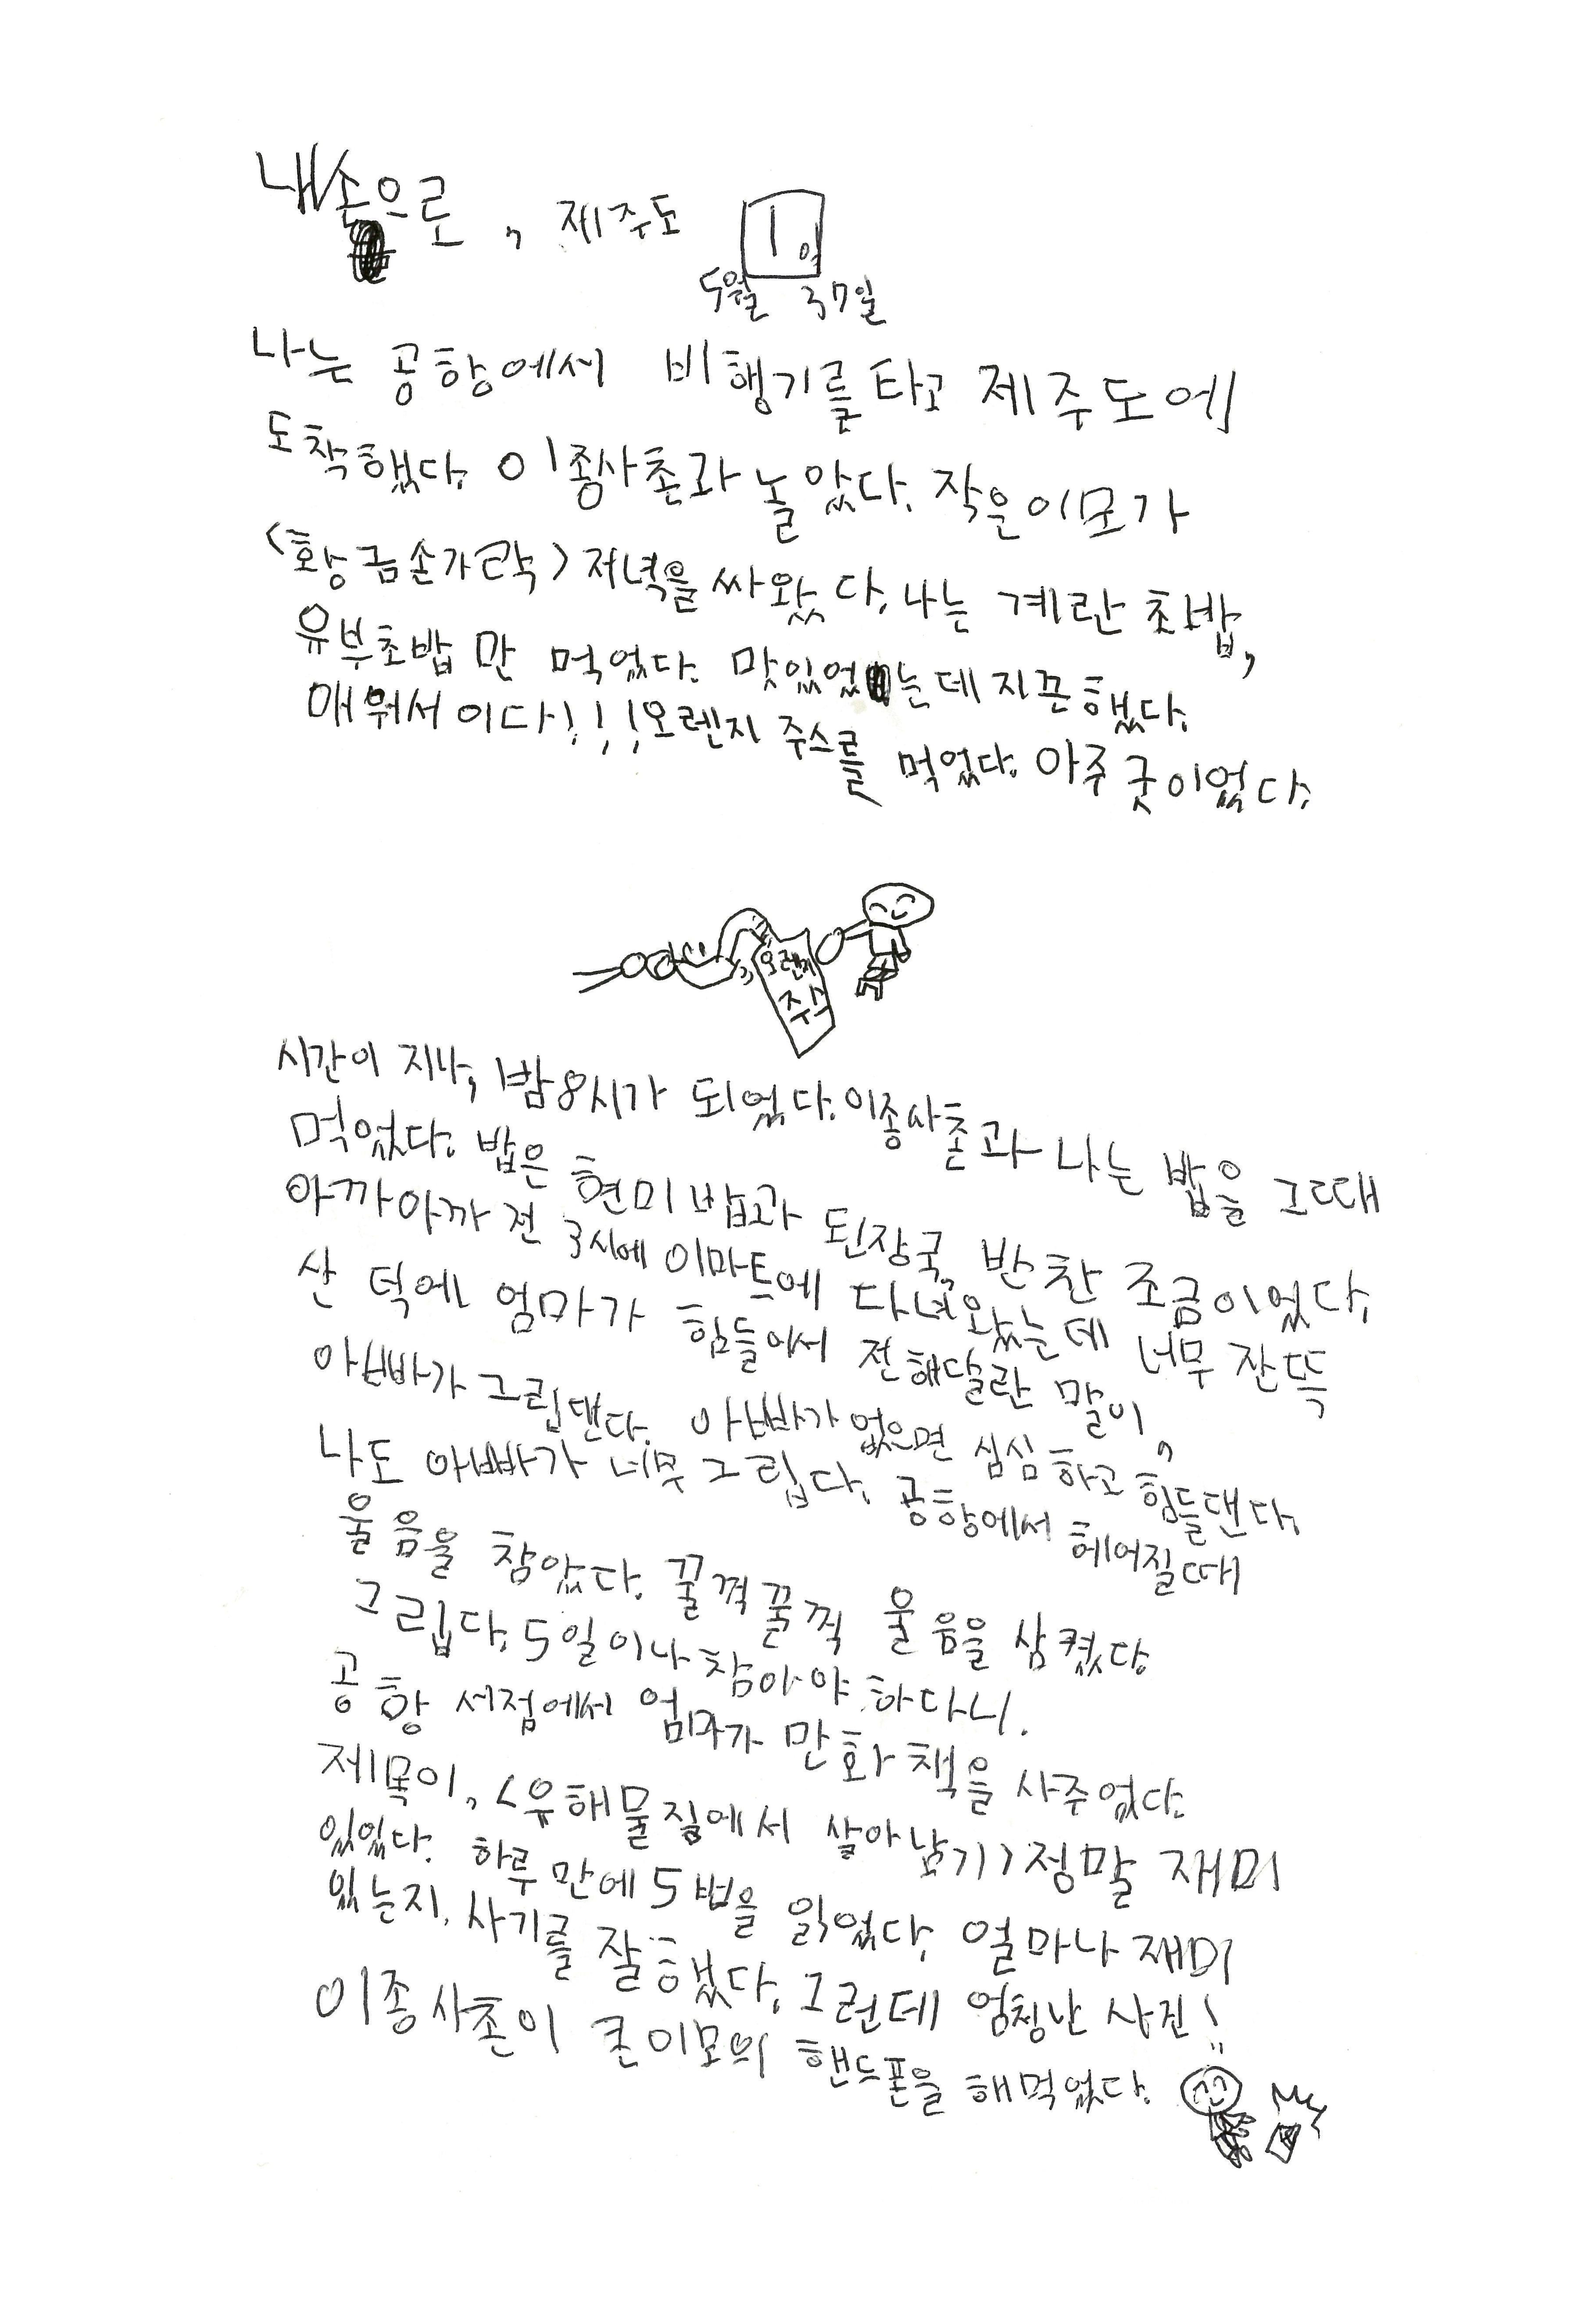 내손으로, 제주도 1일
5월 37일
나는 공항에서 비행기를 타고 제주도에
도착했다. 이종사촌과 놀았다. 작은이모가
<황금손가락> 저녁을 싸왔다. 나는 계란 초밥,
유부초밥 만 먹었다. 맛있었는데 지끈했다.
매워서이다!!! 오렌지 주스를 먹었다. 아주 굿이었다.
오렌지
주스
시간이 지나, 밤8시가 되었다. 이종사촌과 나는 밥을 그때
먹었다. 밥은 현미밥과 된장국, 반찬 조금이었다.
아까아까 전 3시에 이마트에 다녀왔는데 너무 잔뜩
산 덕에 엄마가 힘들어서 전해달란 말이,
아빠가 그립댄다. 아빠가 없으면 심심하고 힘들댄다.
나도 아빠가 너무 그립다. 공항에서 헤어질때
울음을 참았다. 꿀꺽꿀꺽 울음을 삼켰다
그립다. 5일이나 참아야 하다니.
공항 서점에서 엄마가 만화책을 사주었다.
제목이, <유해물질에서 살아남기> 정말 재미
있었다. 하루만에 5번을 읽었다. 얼마나 재미
있는지, 사기를 잘했다. 그런데 엄청난 사건!
이종사촌이 큰이모의 핸드폰을 해먹었다.